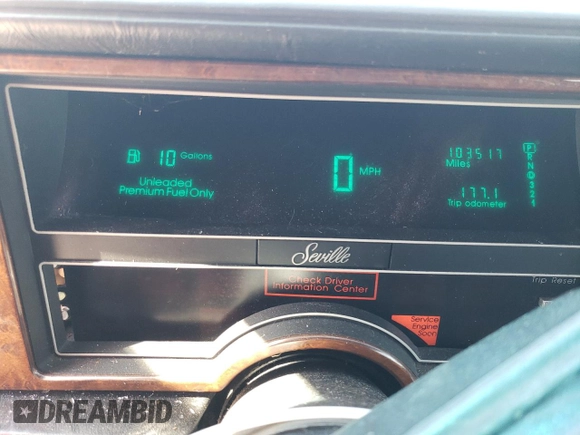 10 Gallons
Unleaded
Premium Fuel Only
0 MPH
103517
Miles
177.1
Trip odometer
P
R
N
D
3
2
1
Seville
Check Driver
Information Center
Trip Reset
Service
Engine
Soon
DREAMBID